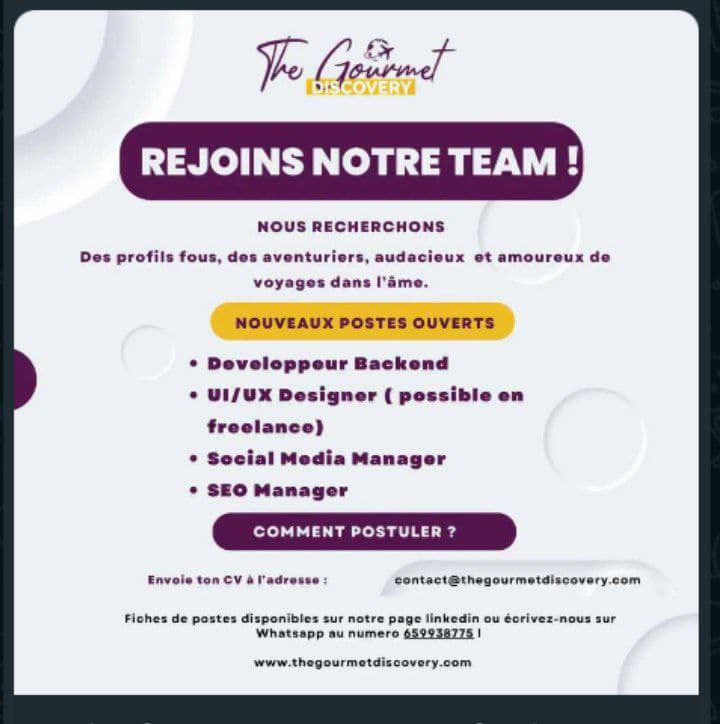 The Gourmet
DISCOVERY
REJOINS NOTRE TEAM !
NOUS RECHERCHONS
Des profils fous, des aventuriers, audacieux et amoureux de
voyages dans l'âme.
NOUVEAUX POSTES OUVERTS
• Developpeur Backend
• UI/UX Designer ( possible en
freelance)
• Social Media Manager
• SEO Manager
COMMENT POSTULER ?
Envoie ton CV à l'adresse : contact@thegourmetdiscovery.com
Fiches de postes disponibles sur notre page linkedin ou écrivez-nous sur
Whatsapp au numero 659938775 !
www.thegourmetdiscovery.com